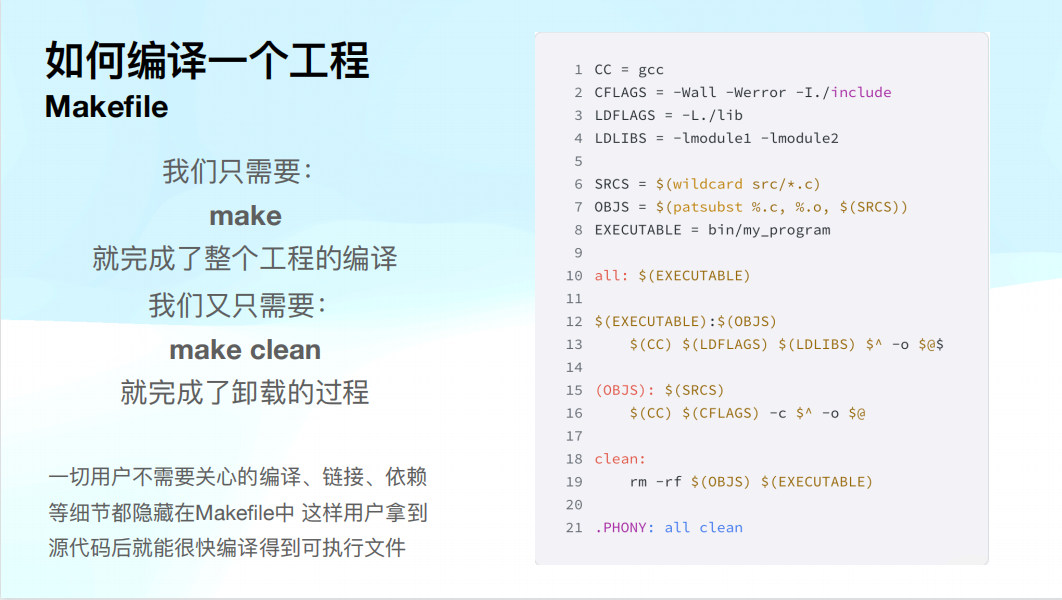 如何编译一个工程
Makefile
我们只需要：
make
就完成了整个工程的编译
我们又只需要：
make clean
就完成了卸载的过程
一切用户不需要关心的编译、链接、依赖
等细节都隐藏在Makefile中 这样用户拿到
源代码后就能很快编译得到可执行文件
1 CC = gcc
2 CFLAGS = -Wall -Werror -I./include
3 LDFLAGS = -L./lib
4 LDLIBS = -lmodule1 -lmodule2
5
6 SRCS = $(wildcard src/*.c)
7 OBJS = $(patsubst %.c, %.o, $(SRCS))
8 EXECUTABLE = bin/my_program
9
10 all: $(EXECUTABLE)
11
12 $(EXECUTABLE):$(OBJS)
13     $(CC) $(LDFLAGS) $(LDLIBS) $^ -o $@$
14
15 (OBJS): $(SRCS)
16     $(CC) $(CFLAGS) -c $^ -o $@
17
18 clean:
19     rm -rf $(OBJS) $(EXECUTABLE)
20
21 .PHONY: all clean